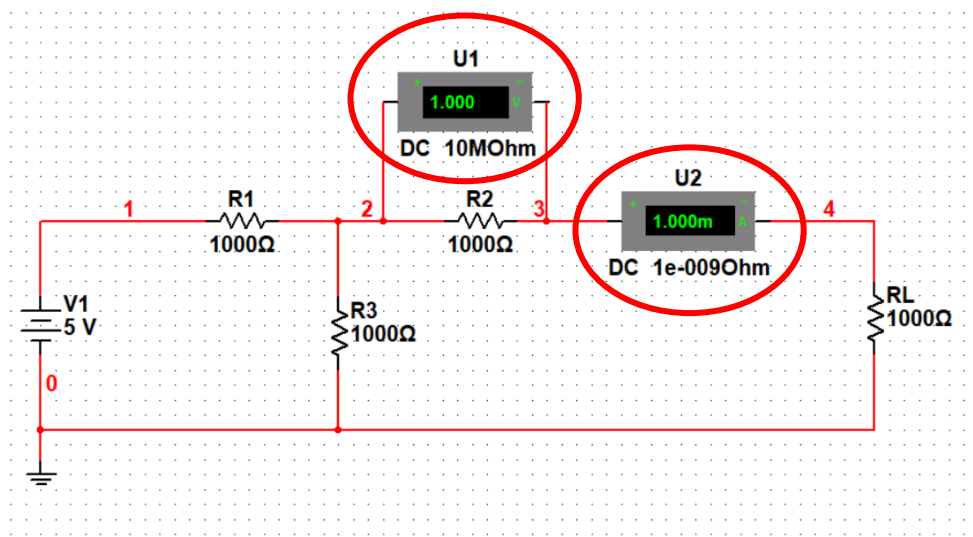 U1
+ -
1.000 V
DC 10MOhm
U2
+ -
1.000m A
DC 1e-009Ohm
1
R1
1000Ω
2
R2
1000Ω
3
4
V1
5 V
R3
1000Ω
RL
1000Ω
0